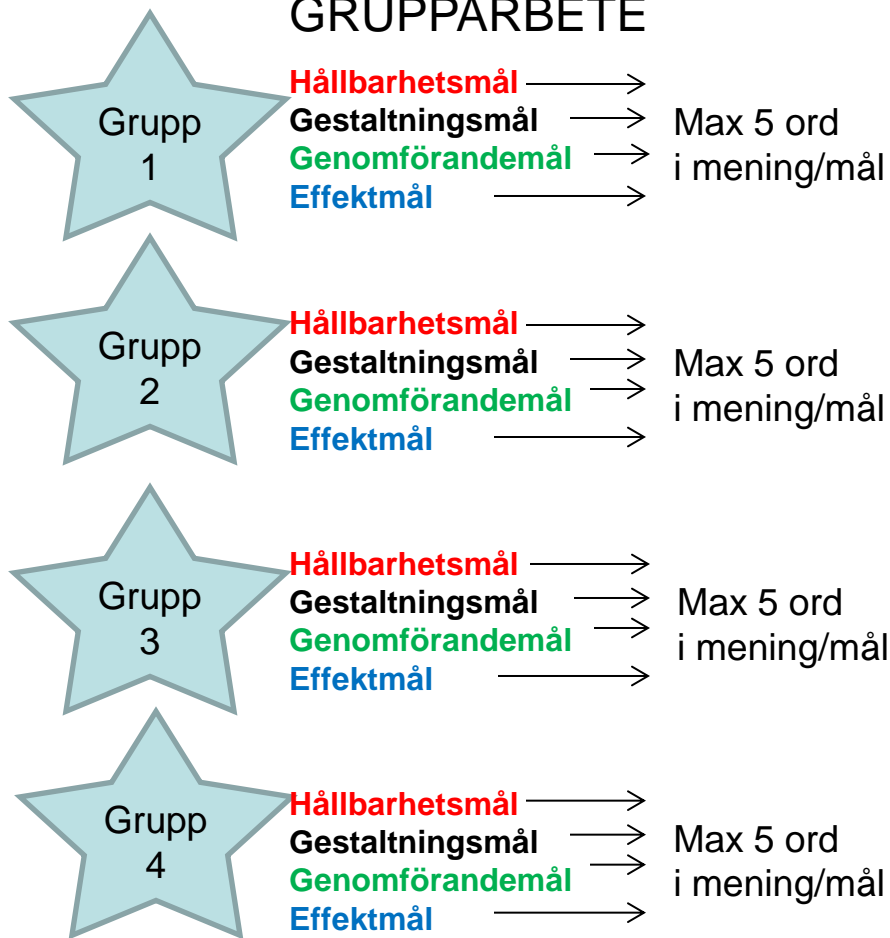 GRUPPARBETE
Grupp
1
Hållbarhetsmål
Gestaltningsmål
Genomförandemål
Effektmål
Max 5 ord
i mening/mål
Grupp
2
Hållbarhetsmål
Gestaltningsmål
Genomförandemål
Effektmål
Max 5 ord
i mening/mål
Grupp
3
Hållbarhetsmål
Gestaltningsmål
Genomförandemål
Effektmål
Max 5 ord
i mening/mål
Grupp
4
Hållbarhetsmål
Gestaltningsmål
Genomförandemål
Effektmål
Max 5 ord
i mening/mål